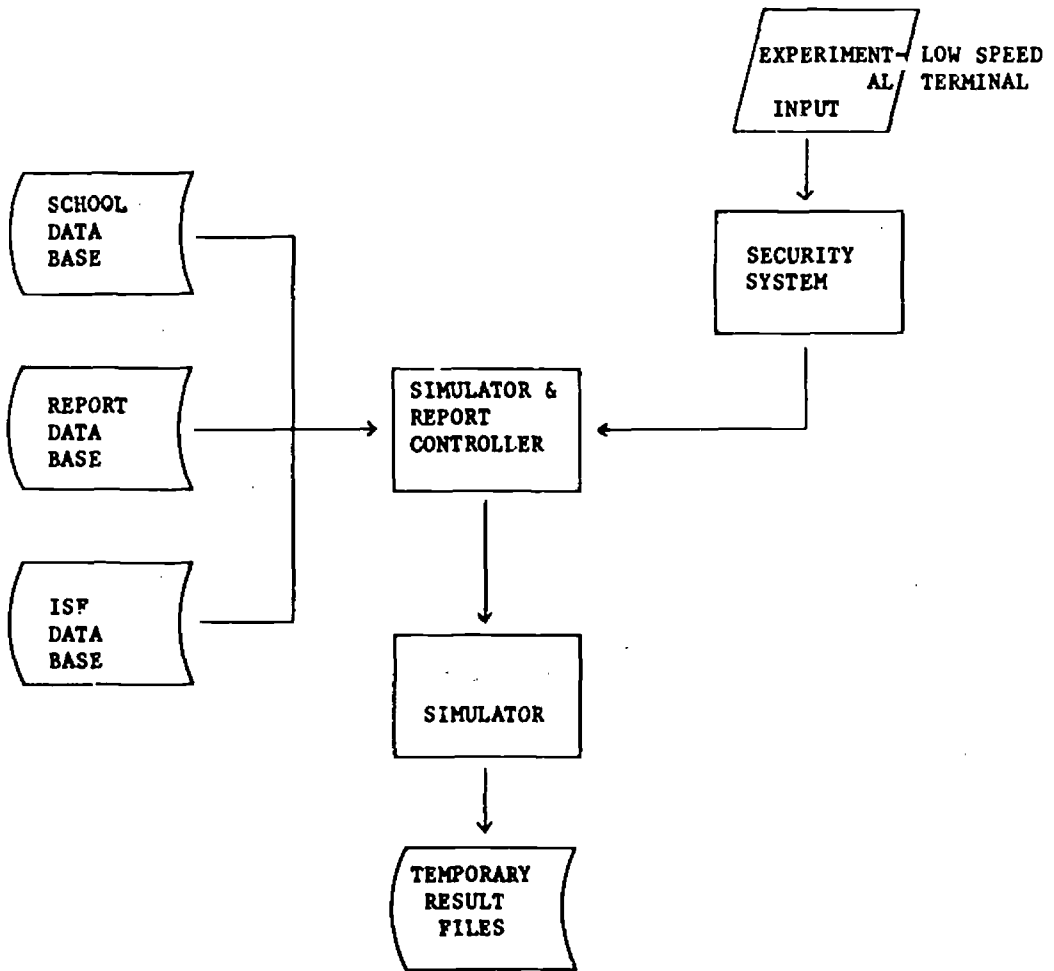 EXPERIMENT- LOW SPEED
AL TERMINAL
INPUT
SCHOOL
DATA
BASE
SECURITY
SYSTEM
REPORT
DATA
BASE
SIMULATOR &
REPORT
CONTROLLER
ISF
DATA
BASE
SIMULATOR
TEMPORARY
RESULT
FILES